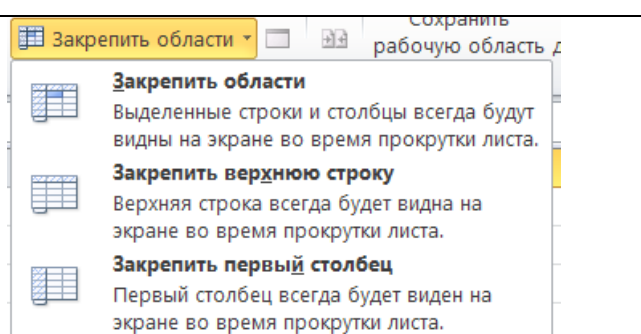 Закрепить области
Сохранить
рабочую область д
Закрепить области
Выделенные строки и столбцы всегда будут
видны на экране во время прокрутки листа.
Закрепить верхнюю строку
Верхняя строка всегда будет видна на
экране во время прокрутки листа.
Закрепить первый столбец
Первый столбец всегда будет виден на
экране во время прокрутки листа.